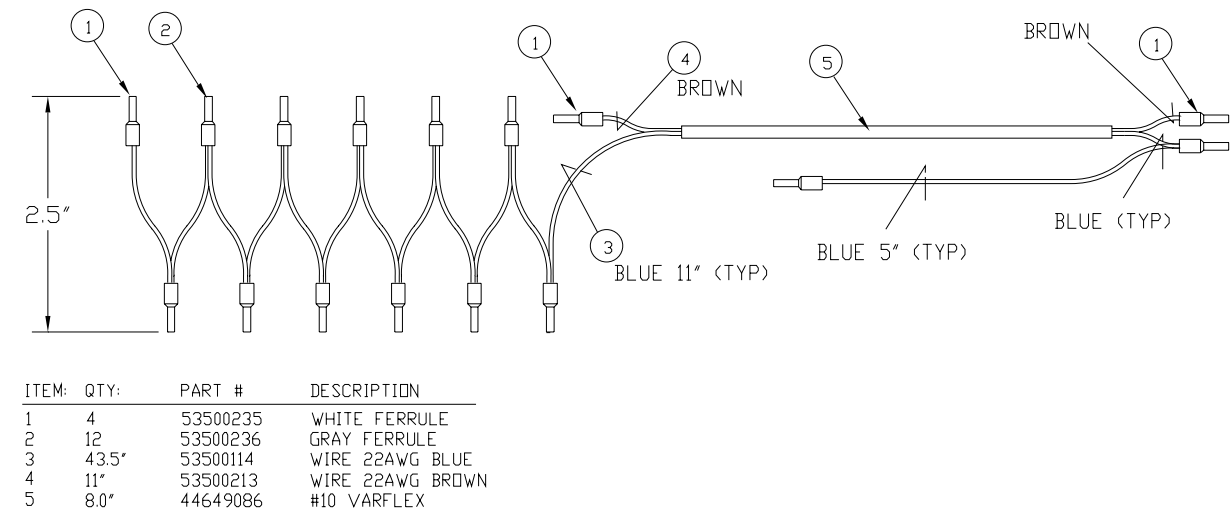 1
2
1
4
BROWN
5
BROWN
1
2.5"
3
BLUE 11" (TYP)
BLUE 5" (TYP)
BLUE (TYP)
ITEM: QTY: PART # DESCRIPTION
1 4 53500235 WHITE FERRULE
2 12 53500236 GRAY FERRULE
3 43.5" 53500114 WIRE 22AWG BLUE
4 11" 53500213 WIRE 22AWG BROWN
5 8.0" 44649086 #10 VARFLEX